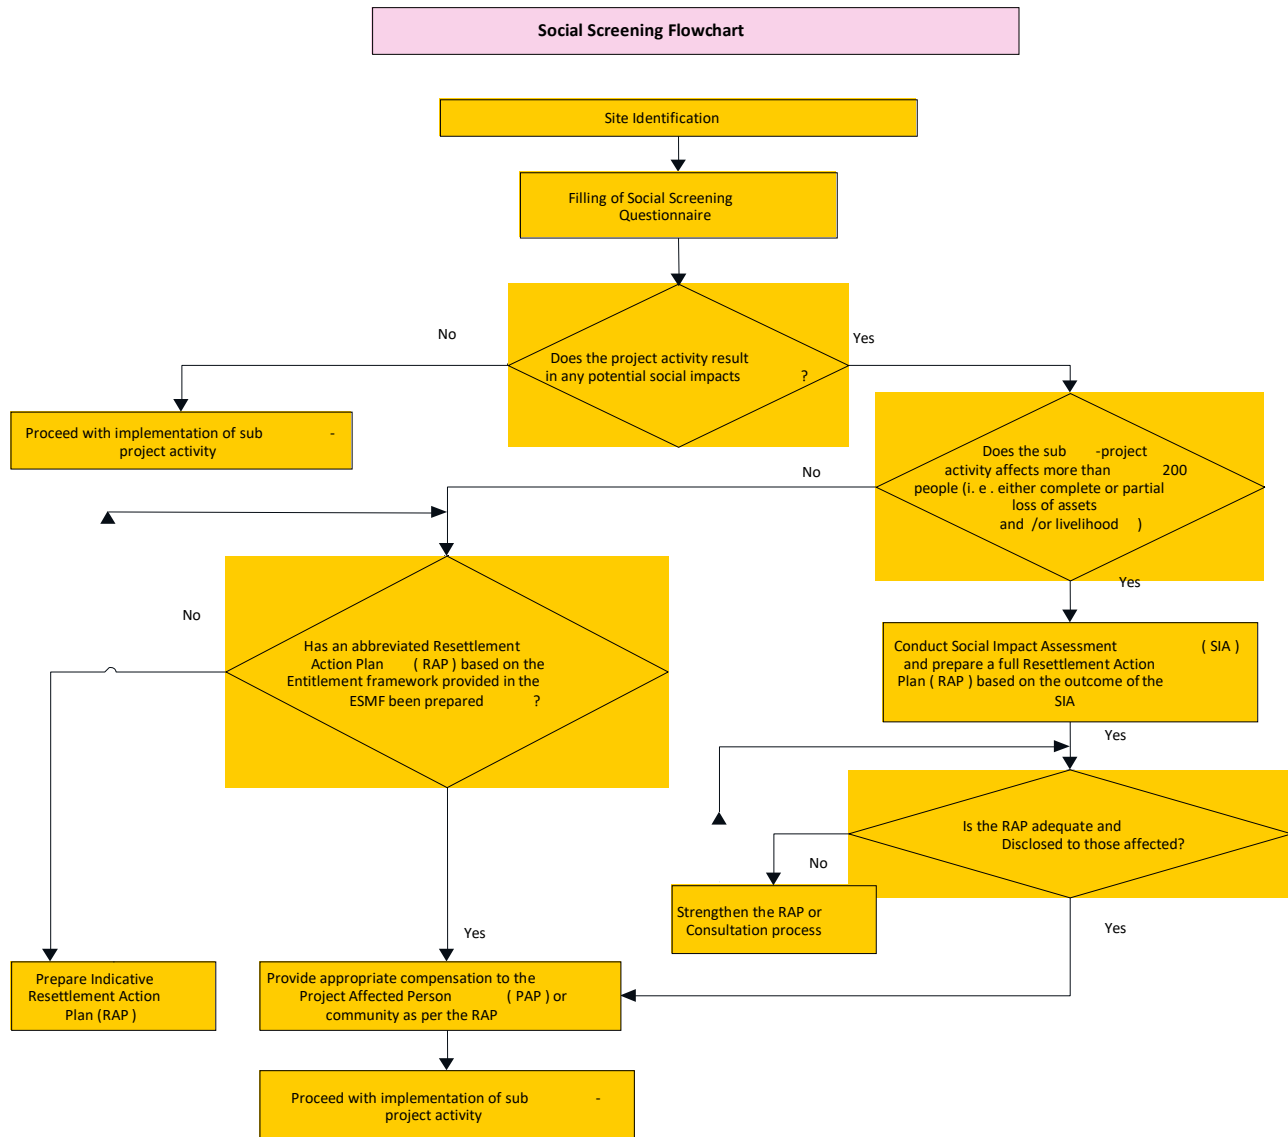 Social Screening Flowchart
Site Identification
Filling of Social Screening
Questionnaire
No
Yes
Does the project activity result
in any potential social impacts ?
Proceed with implementation of sub -
project activity
Does the sub -project
activity affects more than 200
people (i. e . either complete or partial
loss of assets
and /or livelihood )
No
Yes
No
Has an abbreviated Resettlement
Action Plan ( RAP ) based on the
Entitlement framework provided in the
ESMF been prepared ?
Conduct Social Impact Assessment ( SIA )
and prepare a full Resettlement Action
Plan ( RAP ) based on the outcome of the
SIA
Yes
Is the RAP adequate and
Disclosed to those affected?
No
Strengthen the RAP or
Consultation process
Yes
Yes
Prepare Indicative
Resettlement Action
Plan (RAP )
Provide appropriate compensation to the
Project Affected Person ( PAP ) or
community as per the RAP
Proceed with implementation of sub -
project activity